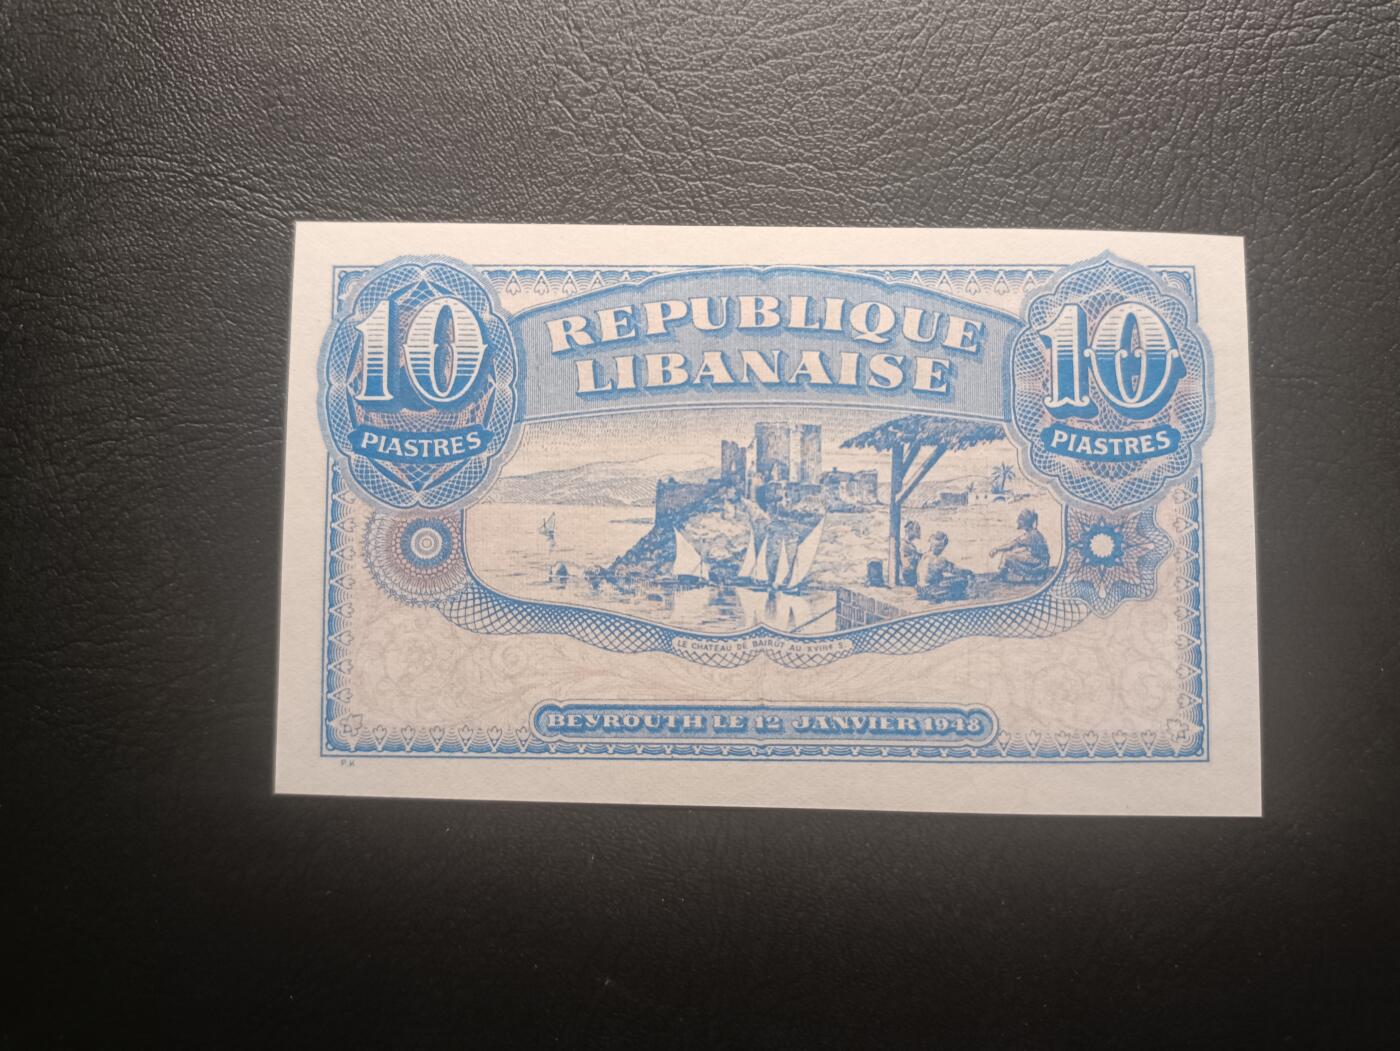 10
PIASTRES
REPUBLIQUE
LIBANAISE
10
PIASTRES
LE CHATEAU DE BAIRUT AU XVIIIe S.
BEYROUTH LE 12 JANVIER 1948
P.K